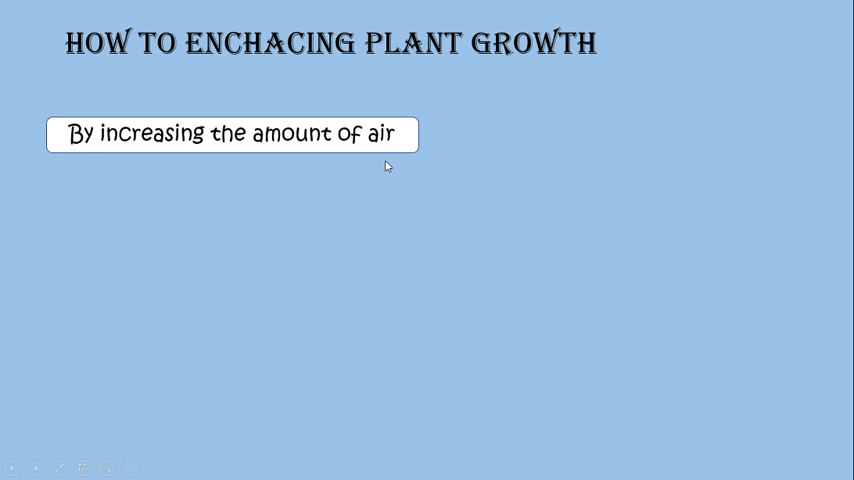 HOW TO ENCHACING PLANT GROWTH
By increasing the amount of air